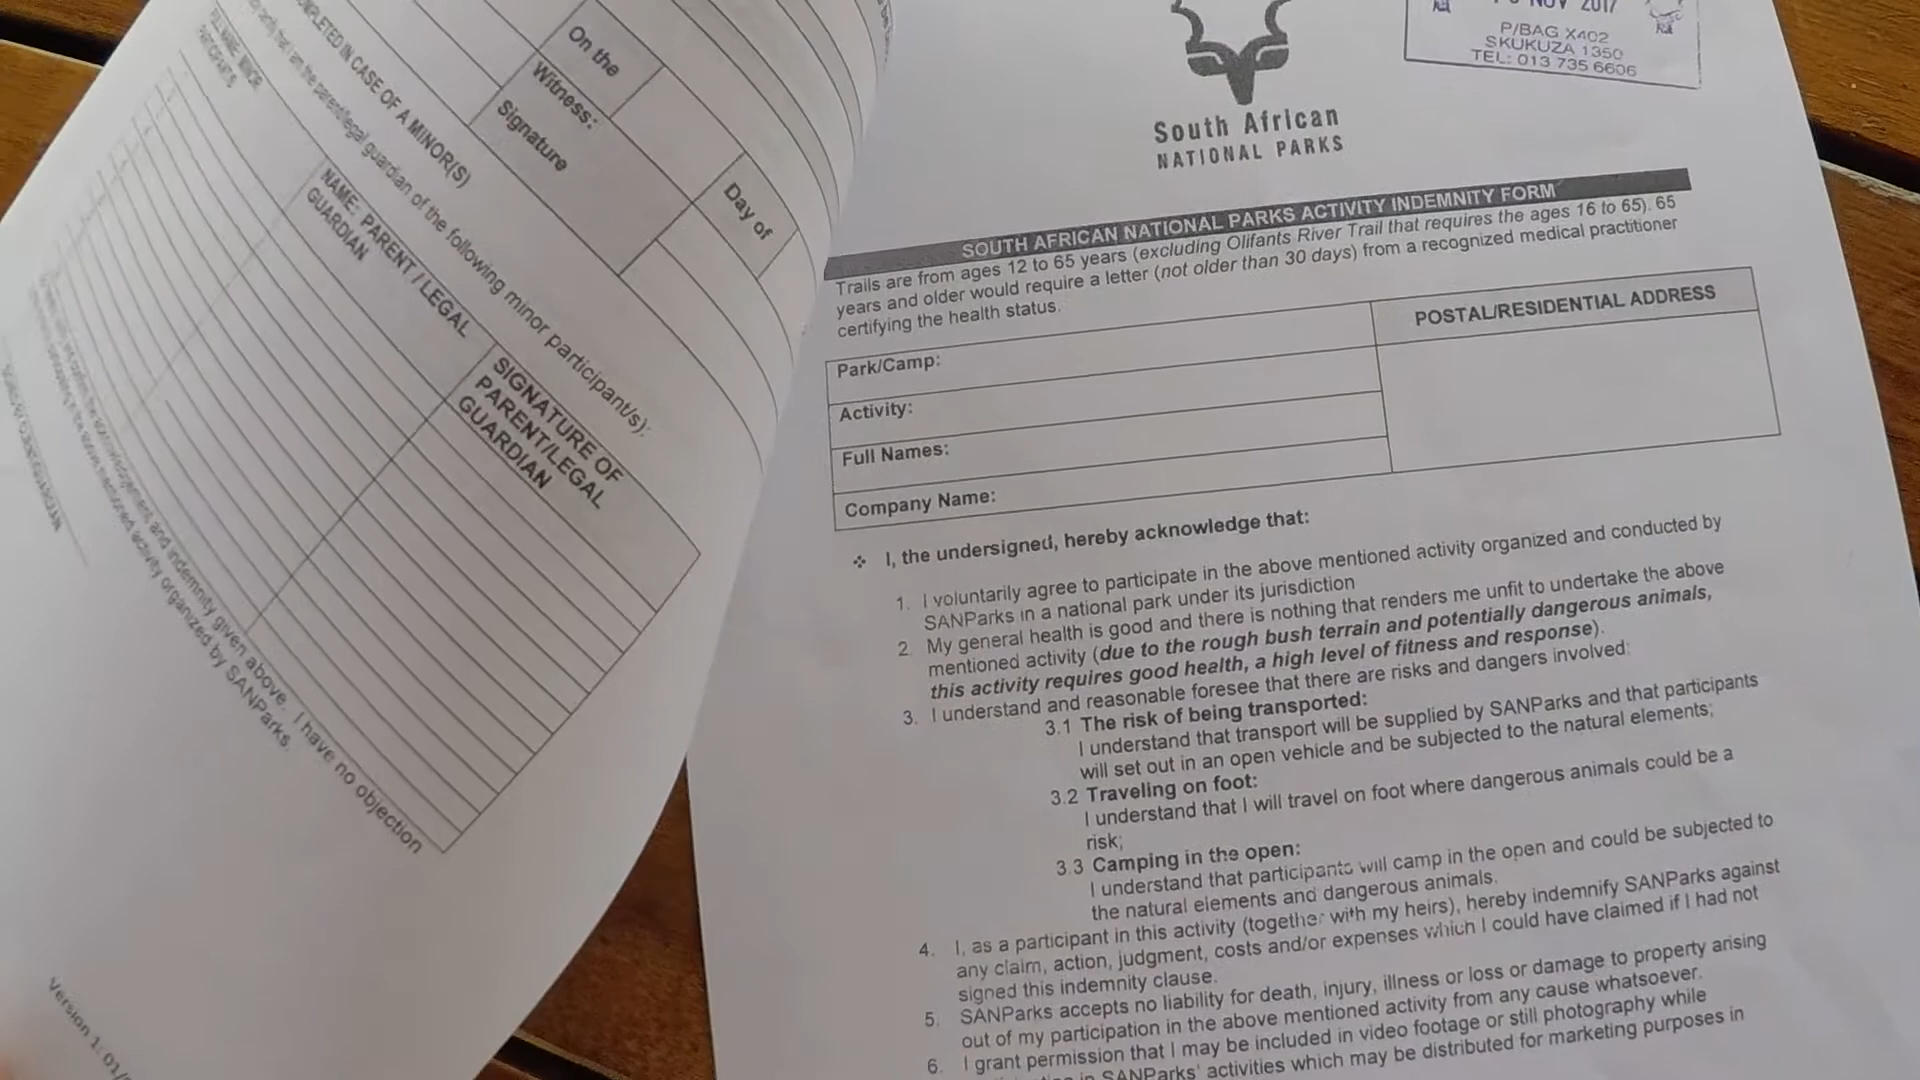 On the
Day of
Witness:
Signature
COMPLETED IN CASE OF A MINOR(S)
that I am the parent/legal guardian of the following minor participant/s):
FULL NAME: MINOR
PARTICIPANTS
NAME: PARENT / LEGAL
GUARDIAN
SIGNATURE OF
PARENT/LEGAL
GUARDIAN
acknowledgement and indemnity given above. I have no objection
activity organized by SANParks.
Version 1: 01/
NOV 2017
P/BAG X402
SKUKUZA 1350
TEL: 013 735 6606
South African
NATIONAL PARKS
SOUTH AFRICAN NATIONAL PARKS ACTIVITY INDEMNITY FORM
Trails are from ages 12 to 65 years (excluding Olifants River Trail that requires the ages 16 to 65). 65
years and older would require a letter (not older than 30 days) from a recognized medical practitioner
certifying the health status.
POSTAL/RESIDENTIAL ADDRESS
Park/Camp:
Activity:
Full Names:
Company Name:
❖ I, the undersigned, hereby acknowledge that:
1. I voluntarily agree to participate in the above mentioned activity organized and conducted by
SANParks in a national park under its jurisdiction
2. My general health is good and there is nothing that renders me unfit to undertake the above
mentioned activity (due to the rough bush terrain and potentially dangerous animals,
this activity requires good health, a high level of fitness and response).
3. I understand and reasonable foresee that there are risks and dangers involved:
3.1 The risk of being transported:
I understand that transport will be supplied by SANParks and that participants
will set out in an open vehicle and be subjected to the natural elements;
3.2 Traveling on foot:
I understand that I will travel on foot where dangerous animals could be a
risk;
3.3 Camping in the open:
I understand that participants will camp in the open and could be subjected to
the natural elements and dangerous animals.
4. I, as a participant in this activity (together with my heirs), hereby indemnify SANParks against
any claim, action, judgment, costs and/or expenses which I could have claimed if I had not
signed this indemnity clause.
5. SANParks accepts no liability for death, injury, illness or loss or damage to property arising
out of my participation in the above mentioned activity from any cause whatsoever.
6. I grant permission that I may be included in video footage or still photography while
in SANParks' activities which may be distributed for marketing purposes in